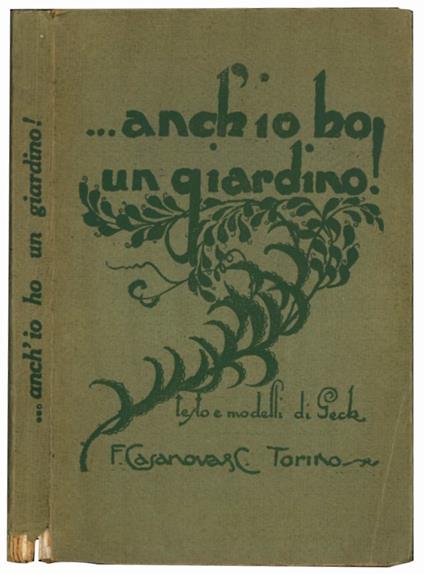 ...anch'io ho un giardino!
...anch'io ho
un giardino!
testo e modelli di Geck
F. Casanova & C. Torino